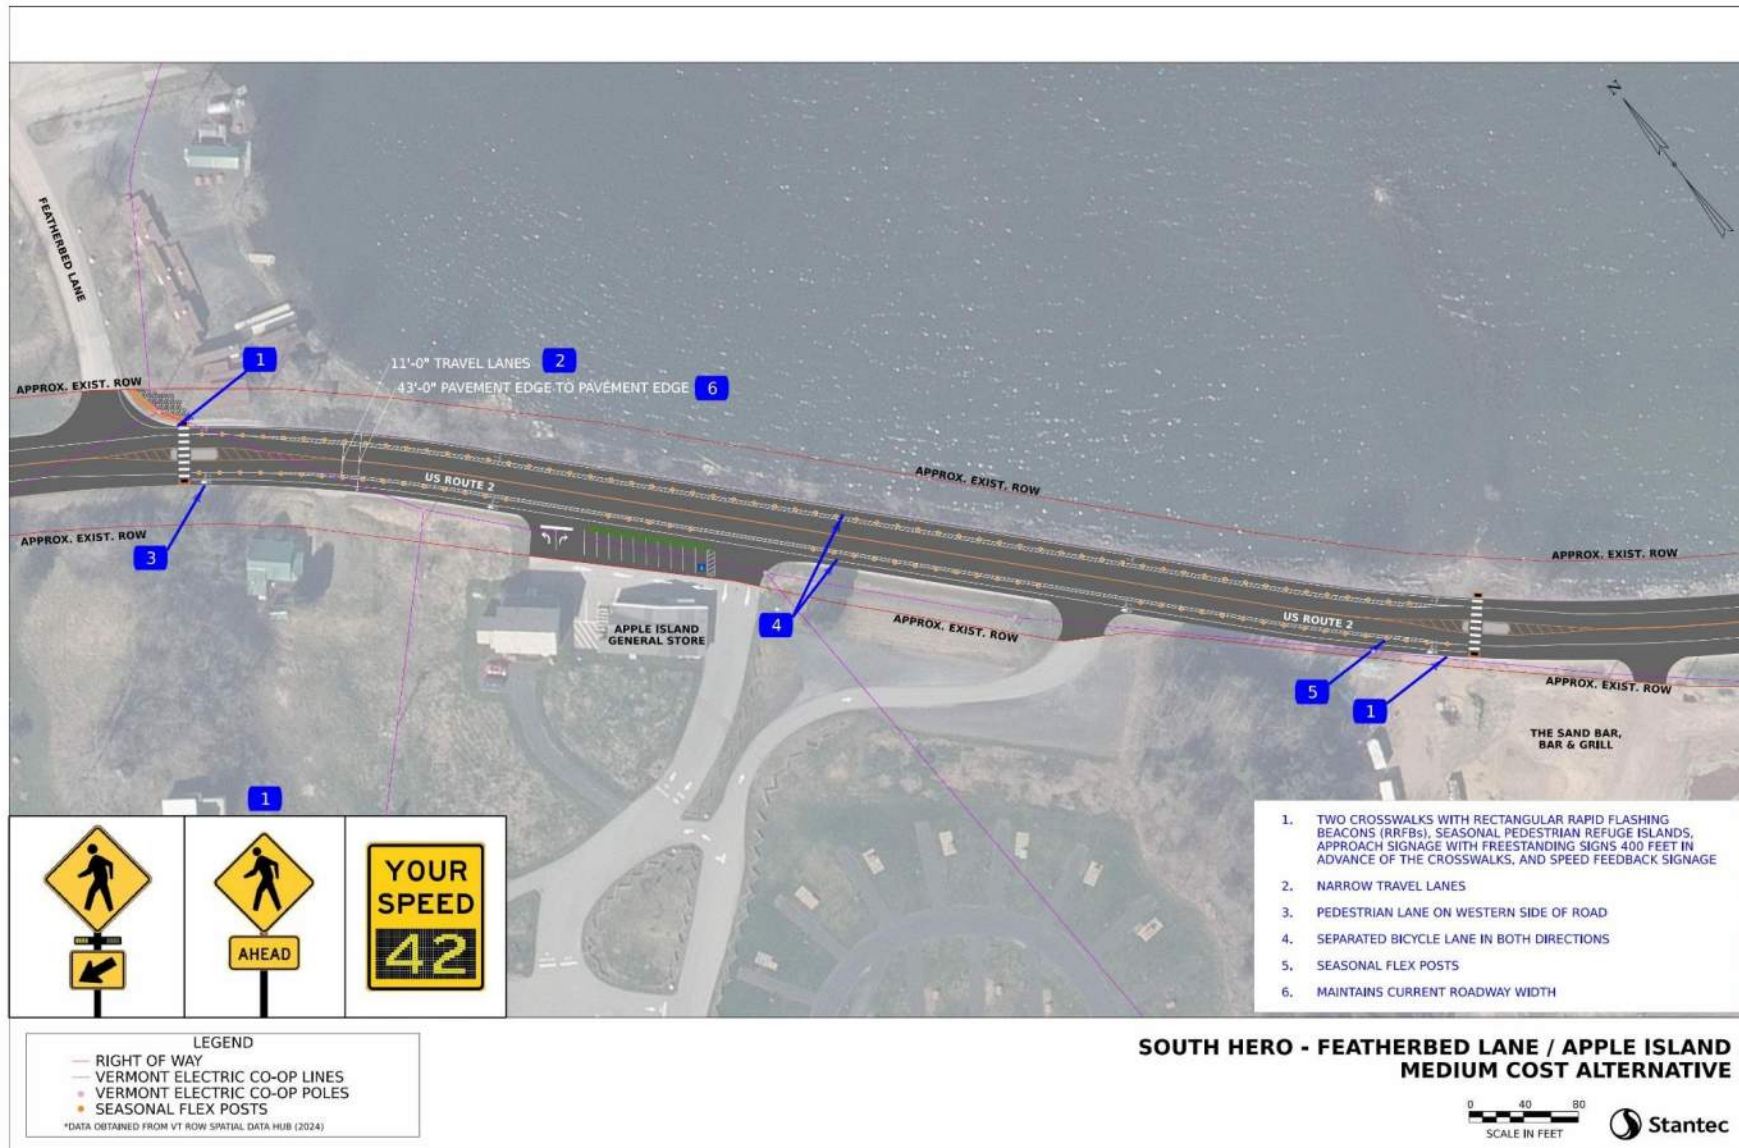 N
FEATHERBED LANE
1
11'-0" TRAVEL LANES 2
43'-0" PAVEMENT EDGE TO PAVEMENT EDGE 6
APPROX. EXIST. ROW
US ROUTE 2
APPROX. EXIST. ROW
APPROX. EXIST. ROW
APPROX. EXIST. ROW
3
APPLE ISLAND
GENERAL STORE
4
APPROX. EXIST. ROW
US ROUTE 2
5
1
APPROX. EXIST. ROW
THE SAND BAR,
BAR & GRILL
1
AHEAD
YOUR
SPEED
42
1. TWO CROSSWALKS WITH RECTANGULAR RAPID FLASHING
BEACONS (RRFBs), SEASONAL PEDESTRIAN REFUGE ISLANDS,
APPROACH SIGNAGE WITH FREESTANDING SIGNS 400 FEET IN
ADVANCE OF THE CROSSWALKS, AND SPEED FEEDBACK SIGNAGE
2. NARROW TRAVEL LANES
3. PEDESTRIAN LANE ON WESTERN SIDE OF ROAD
4. SEPARATED BICYCLE LANE IN BOTH DIRECTIONS
5. SEASONAL FLEX POSTS
6. MAINTAINS CURRENT ROADWAY WIDTH
LEGEND
RIGHT OF WAY
VERMONT ELECTRIC CO-OP LINES
VERMONT ELECTRIC CO-OP POLES
SEASONAL FLEX POSTS
*DATA OBTAINED FROM VT ROW SPATIAL DATA HUB (2024)
SOUTH HERO - FEATHERBED LANE / APPLE ISLAND
MEDIUM COST ALTERNATIVE
0 40 80
SCALE IN FEET
Stantec